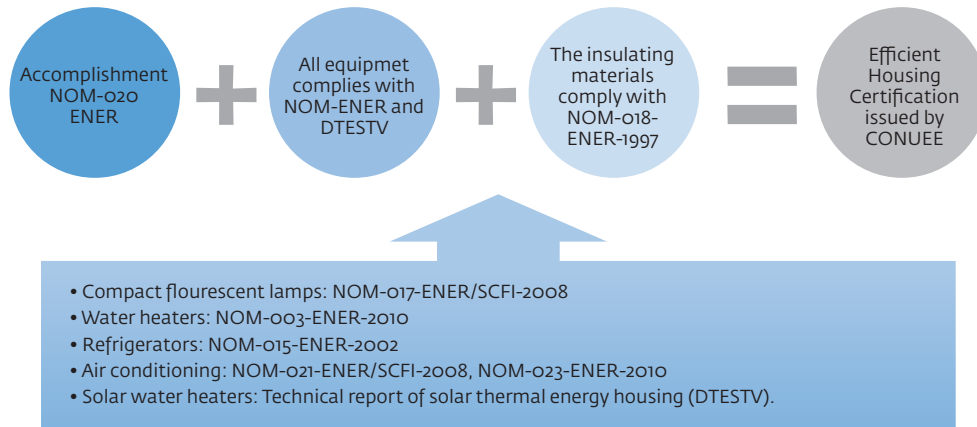 Accomplishment
NOM-020
ENER
+
All equipmet
complies with
NOM-ENER and
DTESTV
+
The insulating
materials
comply with
NOM-018-
ENER-1997
=
Efficient
Housing
Certification
issued by
CONUEE
• Compact flourescent lamps: NOM-017-ENER/SCFI-2008
• Water heaters: NOM-003-ENER-2010
• Refrigerators: NOM-015-ENER-2002
• Air conditioning: NOM-021-ENER/SCFI-2008, NOM-023-ENER-2010
• Solar water heaters: Technical report of solar thermal energy housing (DTESTV).